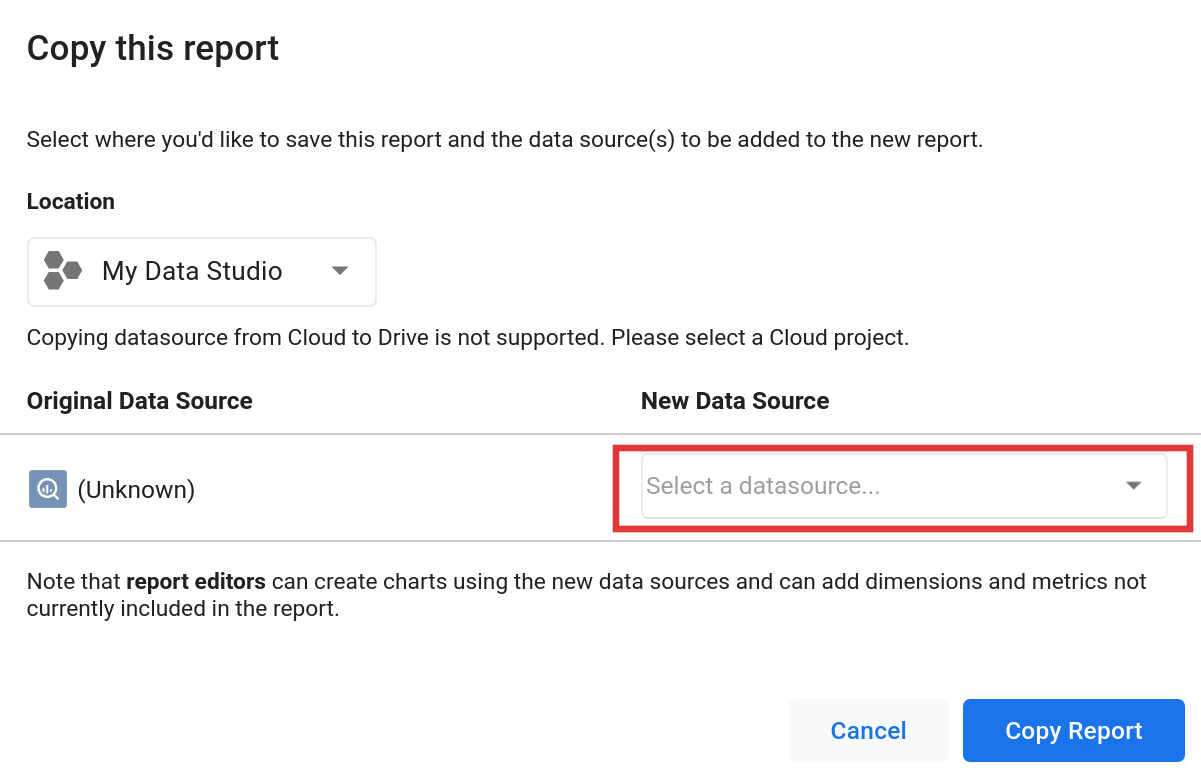 Copy this report
Select where you'd like to save this report and the data source(s) to be added to the new report.
Location
My Data Studio
Copying datasource from Cloud to Drive is not supported. Please select a Cloud project.
Original Data Source New Data Source
(Unknown) Select a datasource...
Note that report editors can create charts using the new data sources and can add dimensions and metrics not
currently included in the report.
Cancel Copy Report